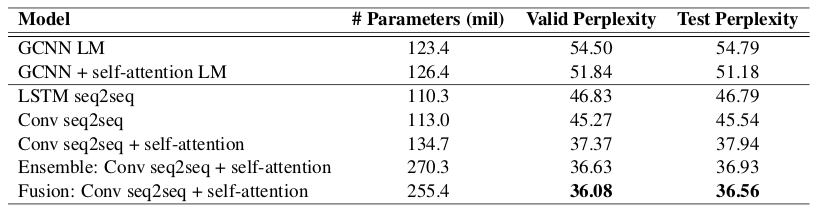 Model # Parameters (mil) Valid Perplexity Test Perplexity
GCNN LM 123.4 54.50 54.79
GCNN + self-attention LM 126.4 51.84 51.18
LSTM seq2seq 110.3 46.83 46.79
Conv seq2seq 113.0 45.27 45.54
Conv seq2seq + self-attention 134.7 37.37 37.94
Ensemble: Conv seq2seq + self-attention 270.3 36.63 36.93
Fusion: Conv seq2seq + self-attention 255.4 36.08 36.56